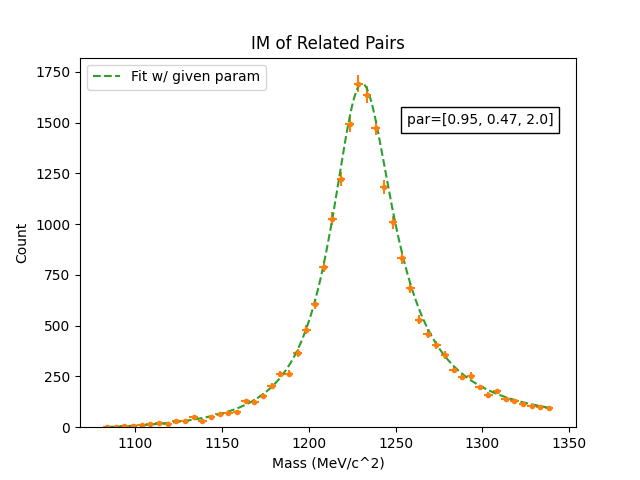 IM of Related Pairs
Fit w/ given param
par=[0.95, 0.47, 2.0]
1750
1500
1250
1000
750
500
250
0
Count
1100
1150
1200
1250
1300
1350
Mass (MeV/c^2)